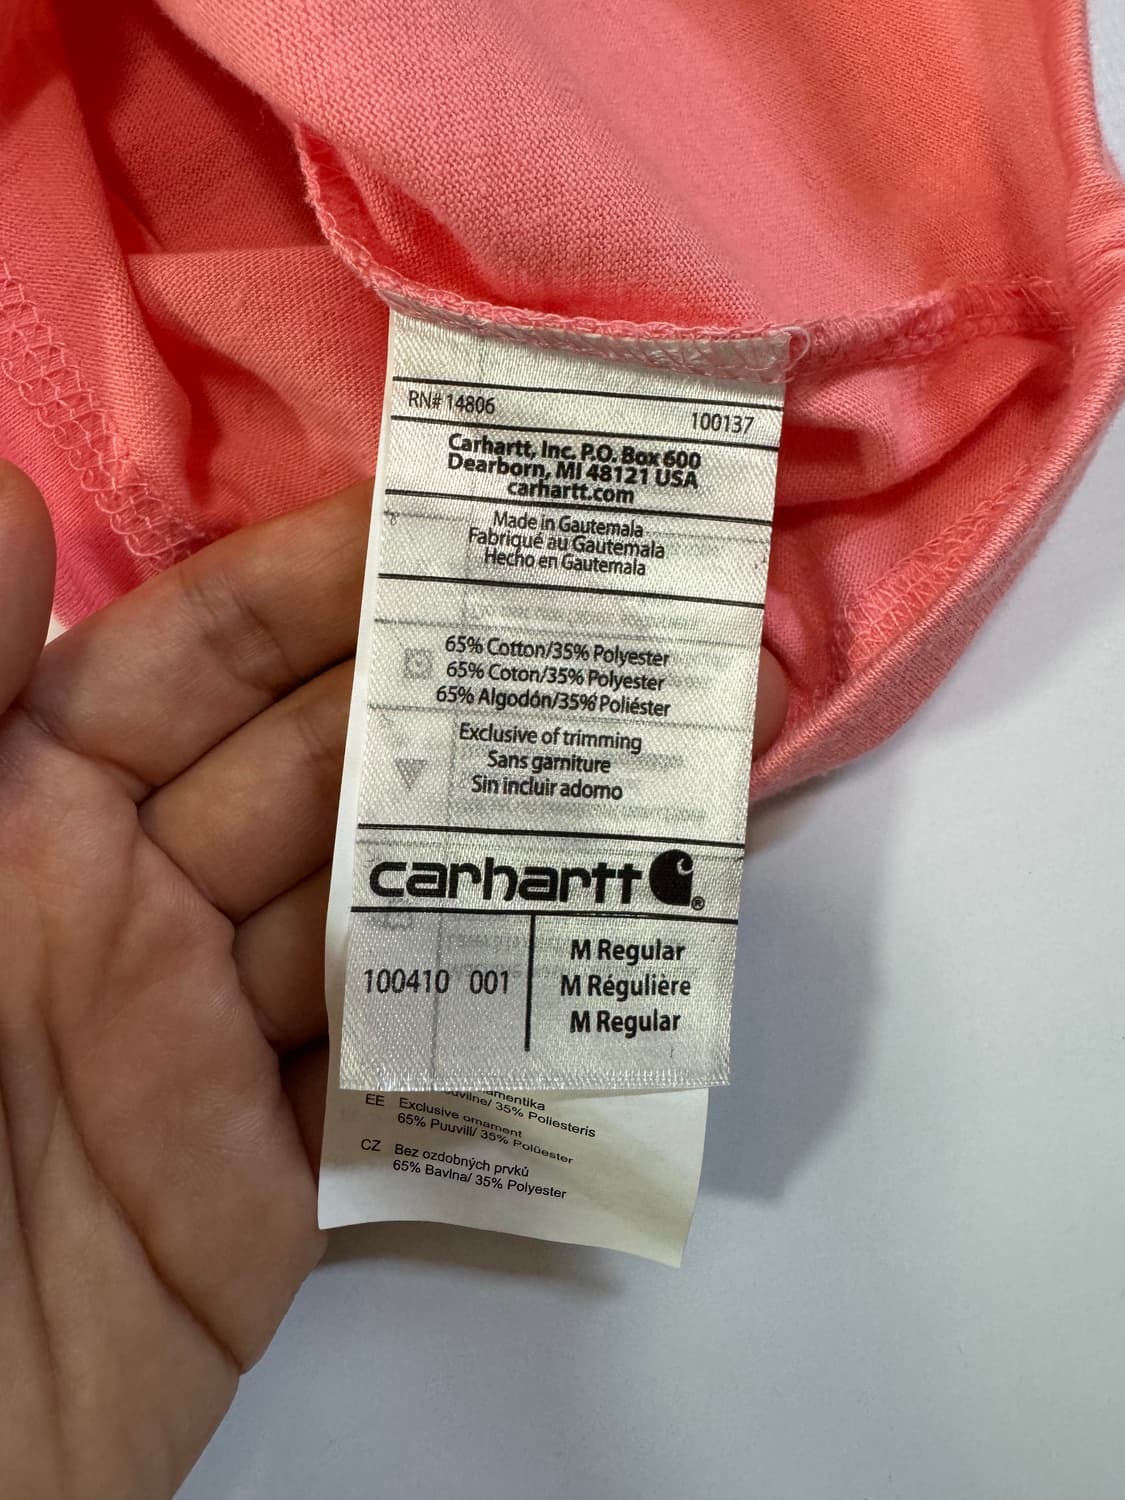 RN# 14806 100137
Carhartt, Inc. P.O. Box 600
Dearborn, MI 48121 USA
carhartt.com
Made in Gautemala
Fabriqué au Gautemala
Hecho en Gautemala
65% Cotton/35% Polyester
65% Coton/35% Polyester
65% Algodón/35% Poliéster
Exclusive of trimming
Sans garniture
Sin incluir adorno
carhartt®
100410 001
M Regular
M Régulière
M Regular
35% Poliesteris
EE Exclusive ornament
65% Puuvill/ 35% Polüester
CZ Bez ozdobných prvků
65% Bavlna/ 35% Polyester